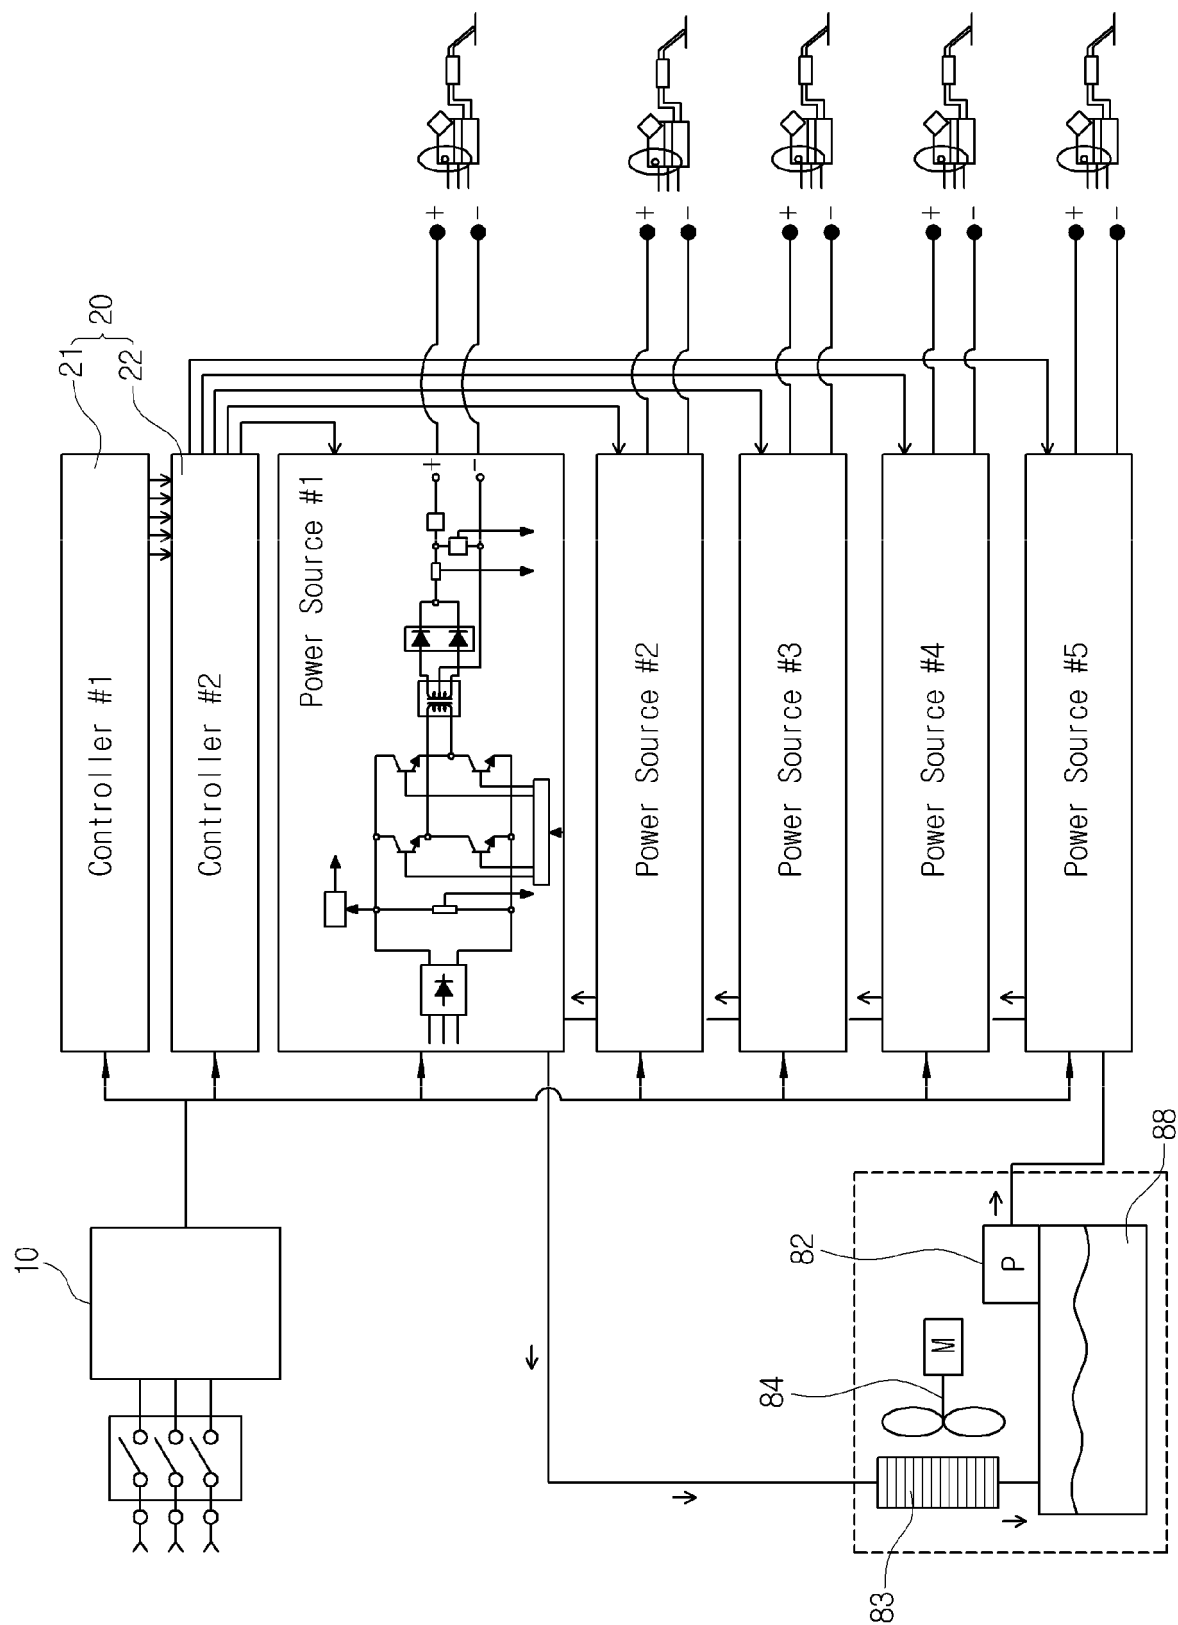 10
21
22
20
Controller #1
Controller #2
Power Source #1
+
-
Power Source #2
Power Source #3
Power Source #4
Power Source #5
+
-
+
-
+
-
+
-
+
-
82
P
M
84
83
88